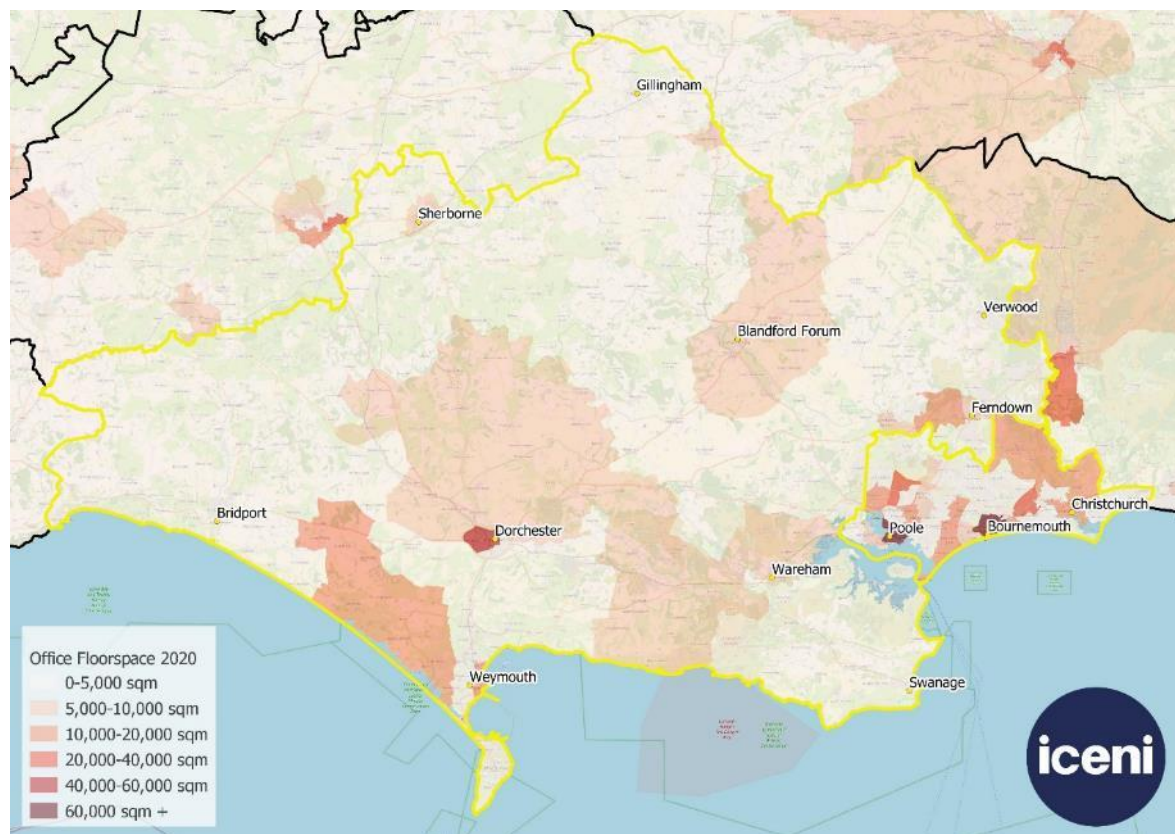 Gillingham
Sherborne
Verwood
Blandford Forum
Ferndown
Bridport
Dorchester
Christchurch
Poole
Bournemouth
Wareham
Weymouth
Swanage
Office Floorspace 2020
0-5,000 sqm
5,000-10,000 sqm
10,000-20,000 sqm
20,000-40,000 sqm
40,000-60,000 sqm
60,000 sqm +
iceni